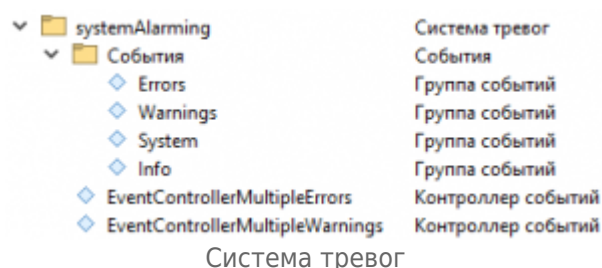 systemAlarming Система тревог
События События
Errors Группа событий
Warnings Группа событий
System Группа событий
Info Группа событий
EventControllerMultipleErrors Контроллер событий
EventControllerMultipleWarnings Контроллер событий
Система тревог